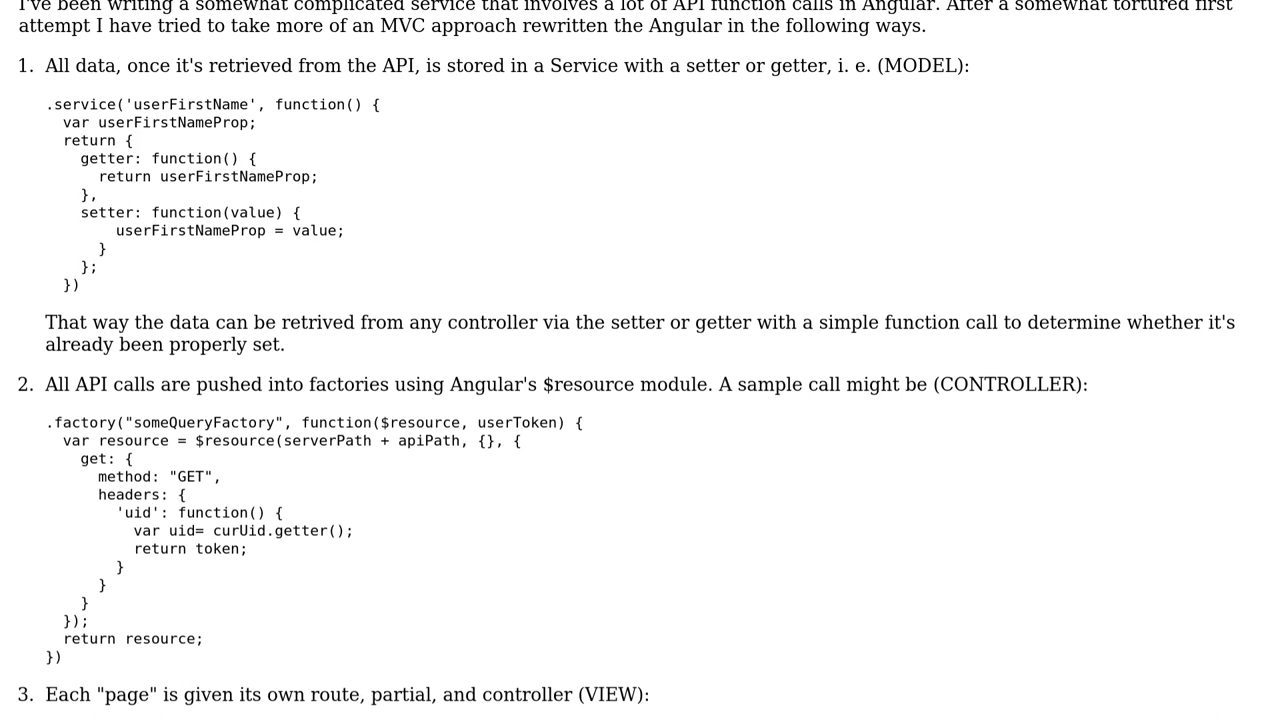 I've been writing a somewhat complicated service that involves a lot of API function calls in Angular. After a somewhat tortured first
attempt I have tried to take more of an MVC approach rewritten the Angular in the following ways.
1. All data, once it's retrieved from the API, is stored in a Service with a setter or getter, i. e. (MODEL):
.service('userFirstName', function() {
  var userFirstNameProp;
  return {
    getter: function() {
      return userFirstNameProp;
    },
    setter: function(value) {
        userFirstNameProp = value;
      }
    };
  })
That way the data can be retrived from any controller via the setter or getter with a simple function call to determine whether it's
already been properly set.
2. All API calls are pushed into factories using Angular's $resource module. A sample call might be (CONTROLLER):
.factory("someQueryFactory", function($resource, userToken) {
  var resource = $resource(serverPath + apiPath, {}, {
    get: {
      method: "GET",
      headers: {
        'uid': function() {
          var uid= curUid.getter();
          return token;
        }
      }
    }
  });
  return resource;
})
3. Each "page" is given its own route, partial, and controller (VIEW):